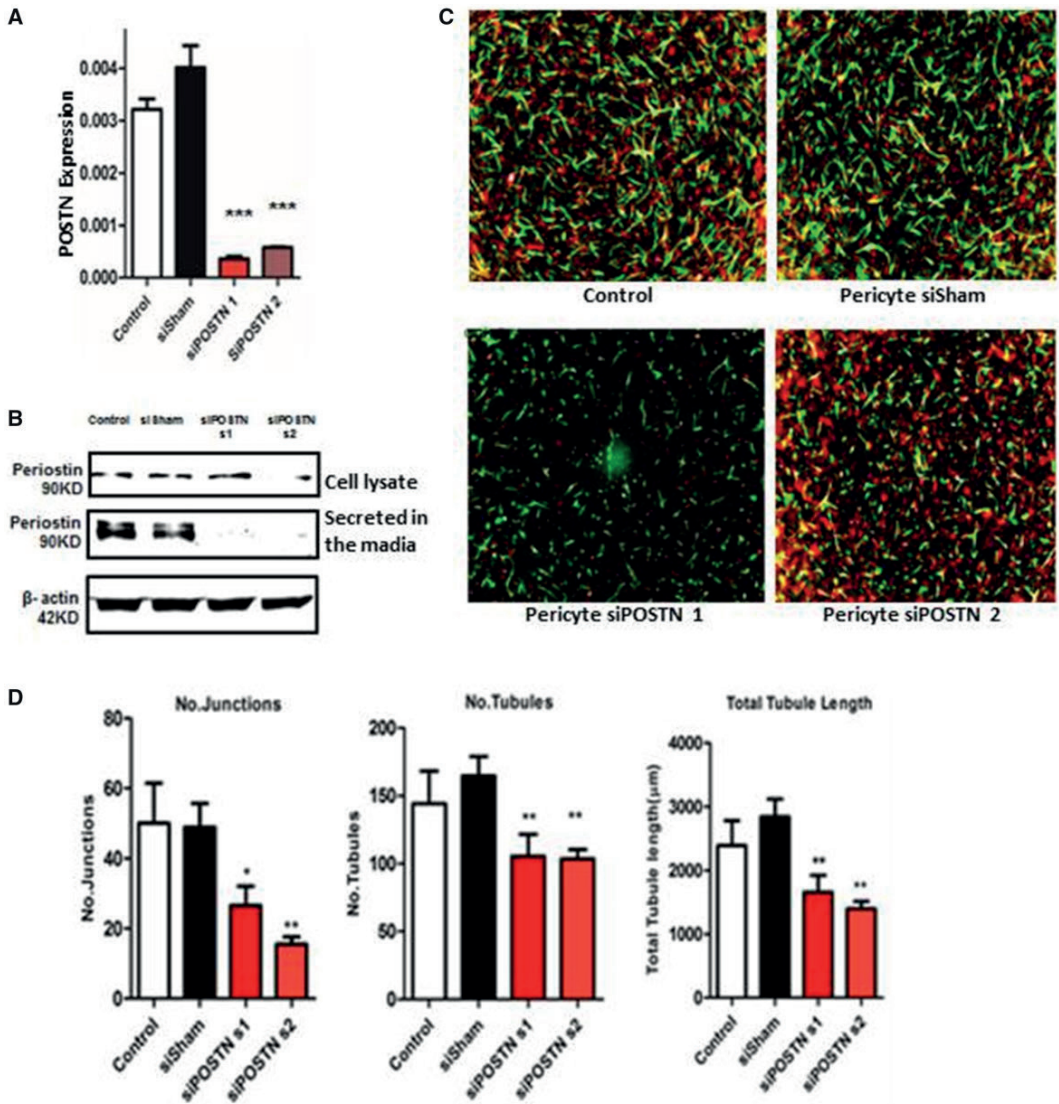 A
POSTN Expression
0.004
0.003
0.002
0.001
0.000
***
***
Control
siSham
siPOSTN 1
SiPOSTN 2
B
Control siSham siPOSTN s1 siPOSTN s2
Periostin
90KD
Cell lysate
Periostin
90KD
Secreted in
the madia
β- actin
42KD
C
Control
Pericyte siSham
Pericyte siPOSTN 1
Pericyte siPOSTN 2
D
No.Junctions
No.Junctions
80
60
40
20
0
*
**
Control
siSham
siPOSTN s1
siPOSTN s2
No.Tubules
No.Tubules
200
150
100
50
0
**
**
Control
siSham
siPOSTN s1
siPOSTN s2
Total Tubule Length
Total Tubule length(μm)
4000
3000
2000
1000
0
**
**
Control
siSham
siPOSTN s1
siPOSTN s2